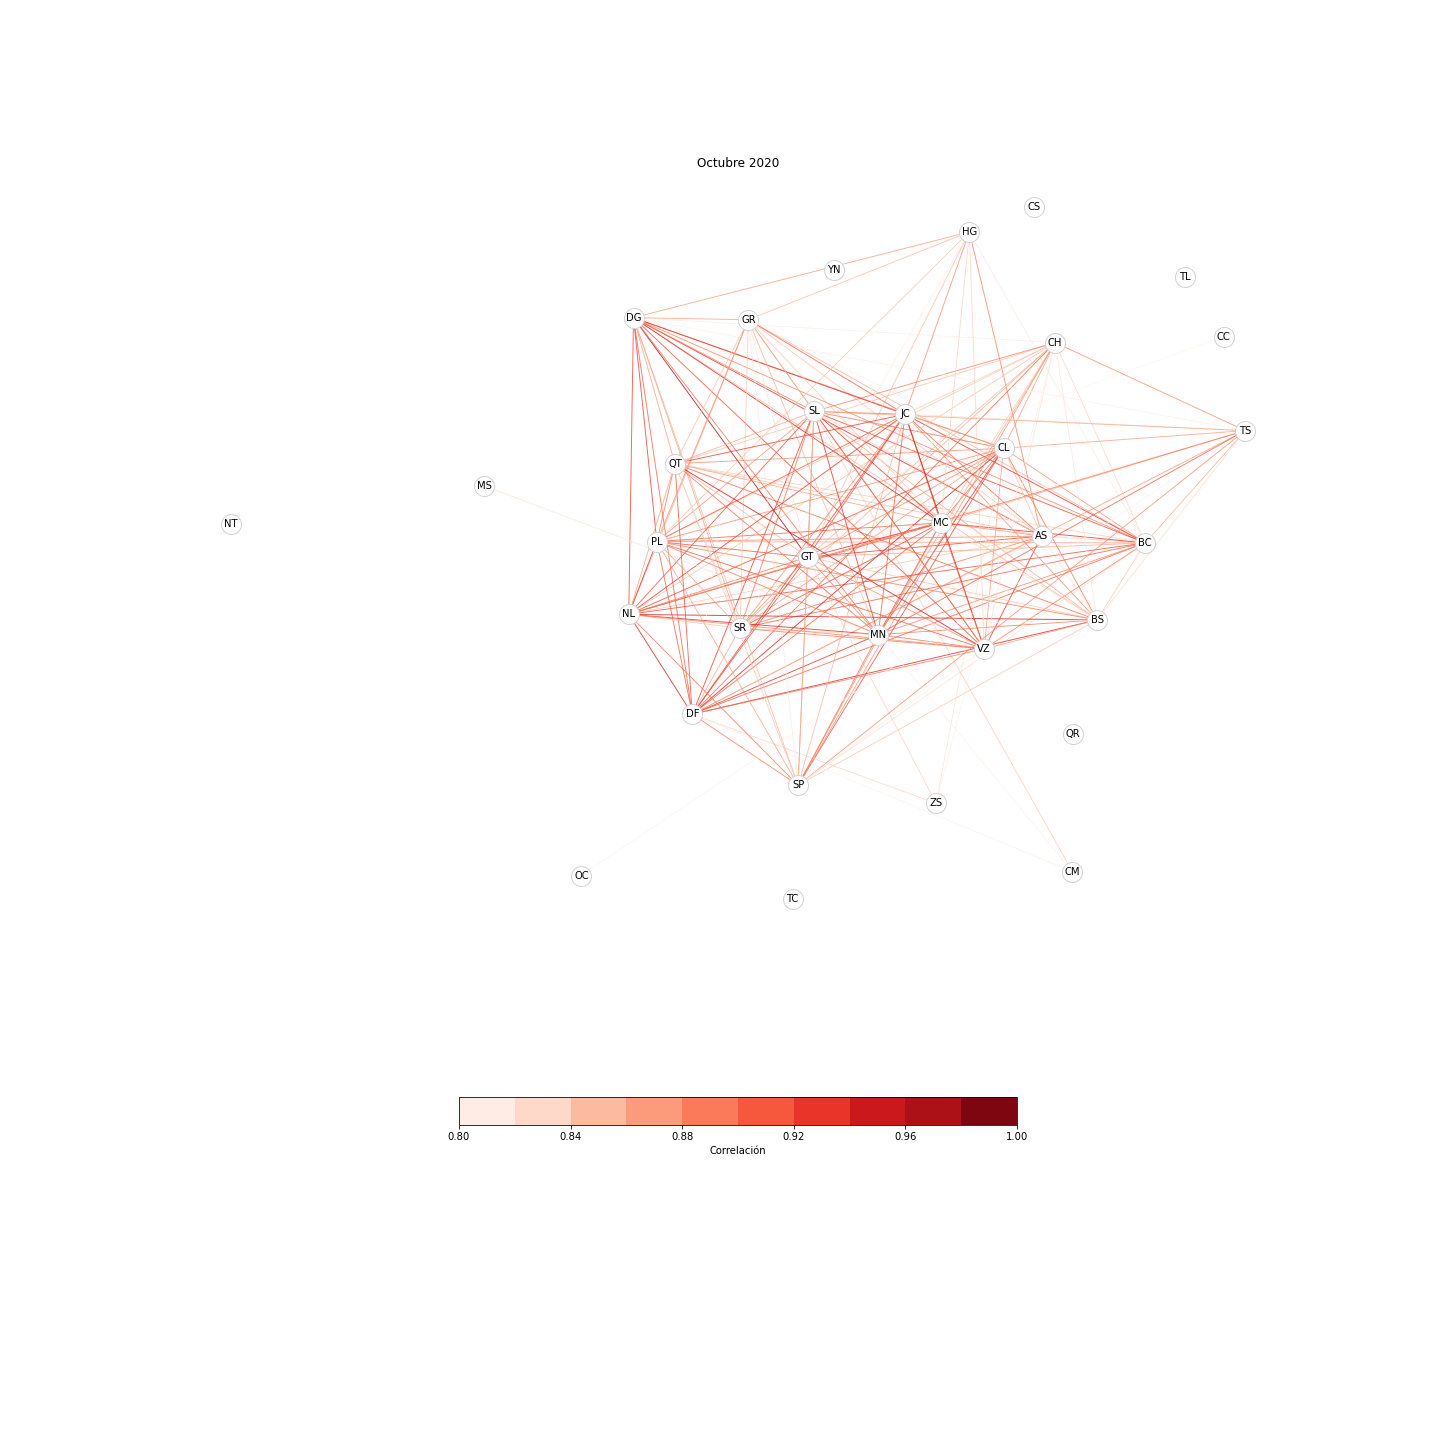 Octubre 2020
CS
HG
YN
TL
DG
GR
CC
CH
SL
JC
TS
CL
QT
MS
NT
MC
AS
PL
BC
GT
NL
BS
SR
MN
VZ
DF
QR
SP
ZS
CM
OC
TC
0.80
0.84
0.88
0.92
0.96
1.00
Correlación